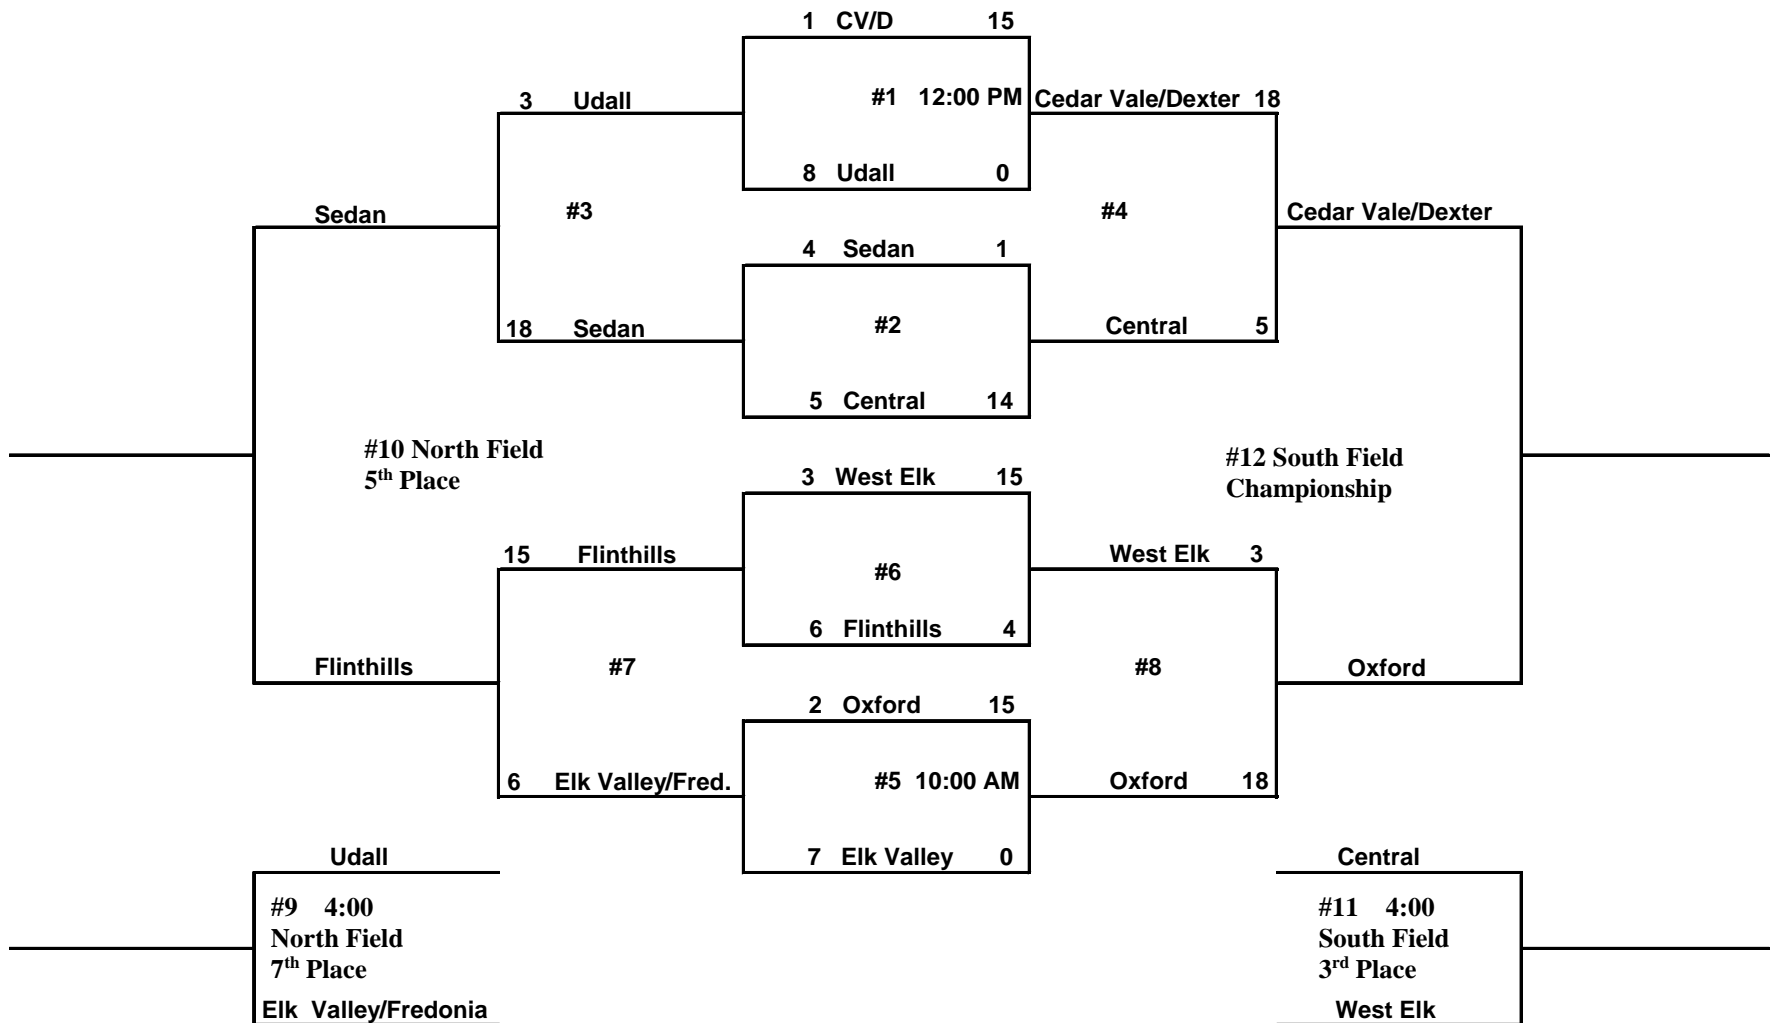 1 CV/D 15
3 Udall
#1 12:00 PM
Cedar Vale/Dexter 18
8 Udall 0
Sedan
#3
#4
Cedar Vale/Dexter
4 Sedan 1
18 Sedan
#2
Central 5
5 Central 14
#10 North Field
5th Place
#12 South Field
Championship
3 West Elk 15
15 Flinthills
#6
West Elk 3
6 Flinthills 4
Flinthills
#7
#8
Oxford
2 Oxford 15
6 Elk Valley/Fred.
#5 10:00 AM
Oxford 18
7 Elk Valley 0
Udall
Central
#9 4:00
North Field
7th Place
Elk Valley/Fredonia
#11 4:00
South Field
3rd Place
West Elk